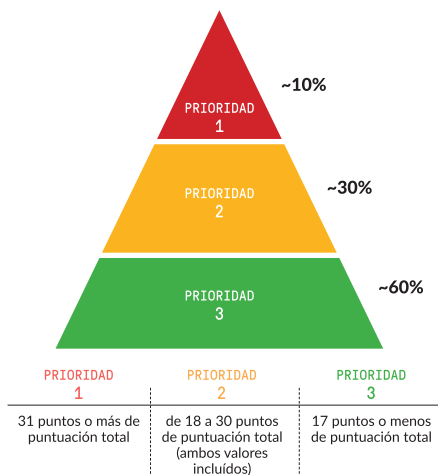 PRIORIDAD
1
~10%
PRIORIDAD
2
~30%
PRIORIDAD
3
~60%
PRIORIDAD
1
31 puntos o más de
puntuación total
PRIORIDAD
2
de 18 a 30 puntos
de puntuación total
(ambos valores
incluídos)
PRIORIDAD
3
17 puntos o menos
de puntuación total